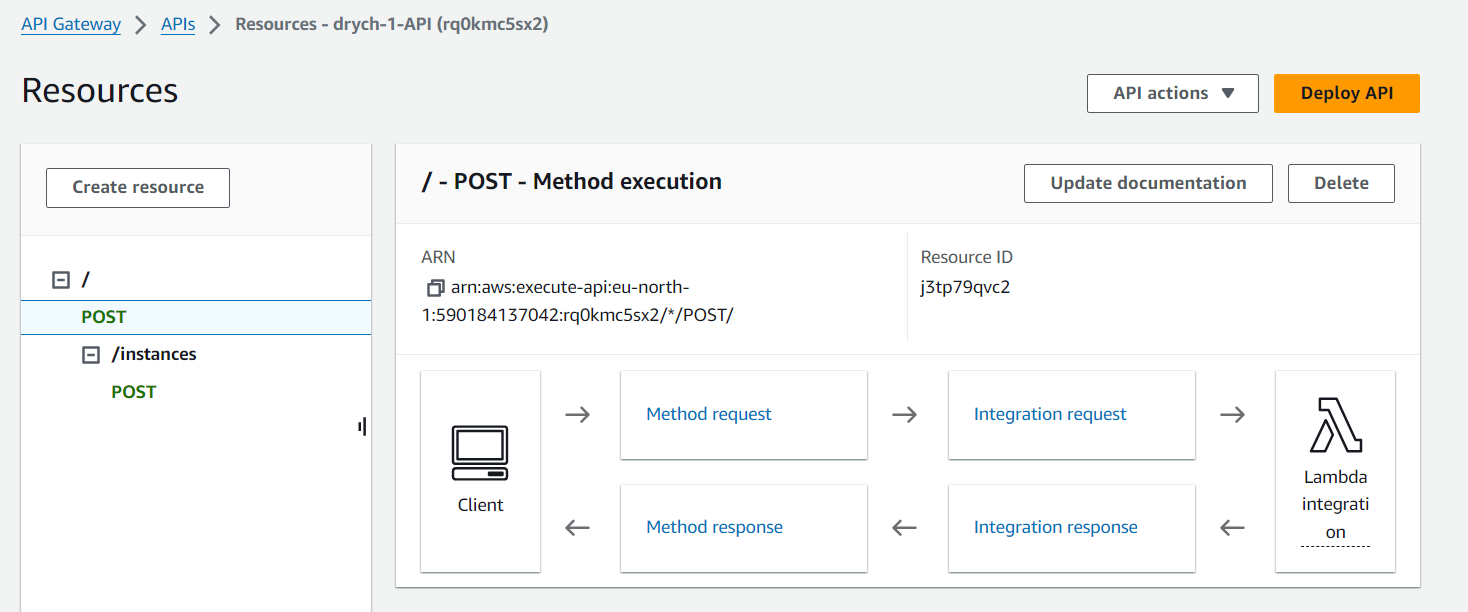 API Gateway > APIs > Resources - drych-1-API (rq0kmc5sx2)
Resources
API actions ▼
Deploy API
Create resource
/
POST
/instances
POST
/ - POST - Method execution
Update documentation
Delete
ARN
arn:aws:execute-api:eu-north-
1:590184137042:rq0kmc5sx2/*/POST/
Resource ID
j3tp79qvc2
Client
Method request
Integration request
Method response
Integration response
Lambda
integrati
on